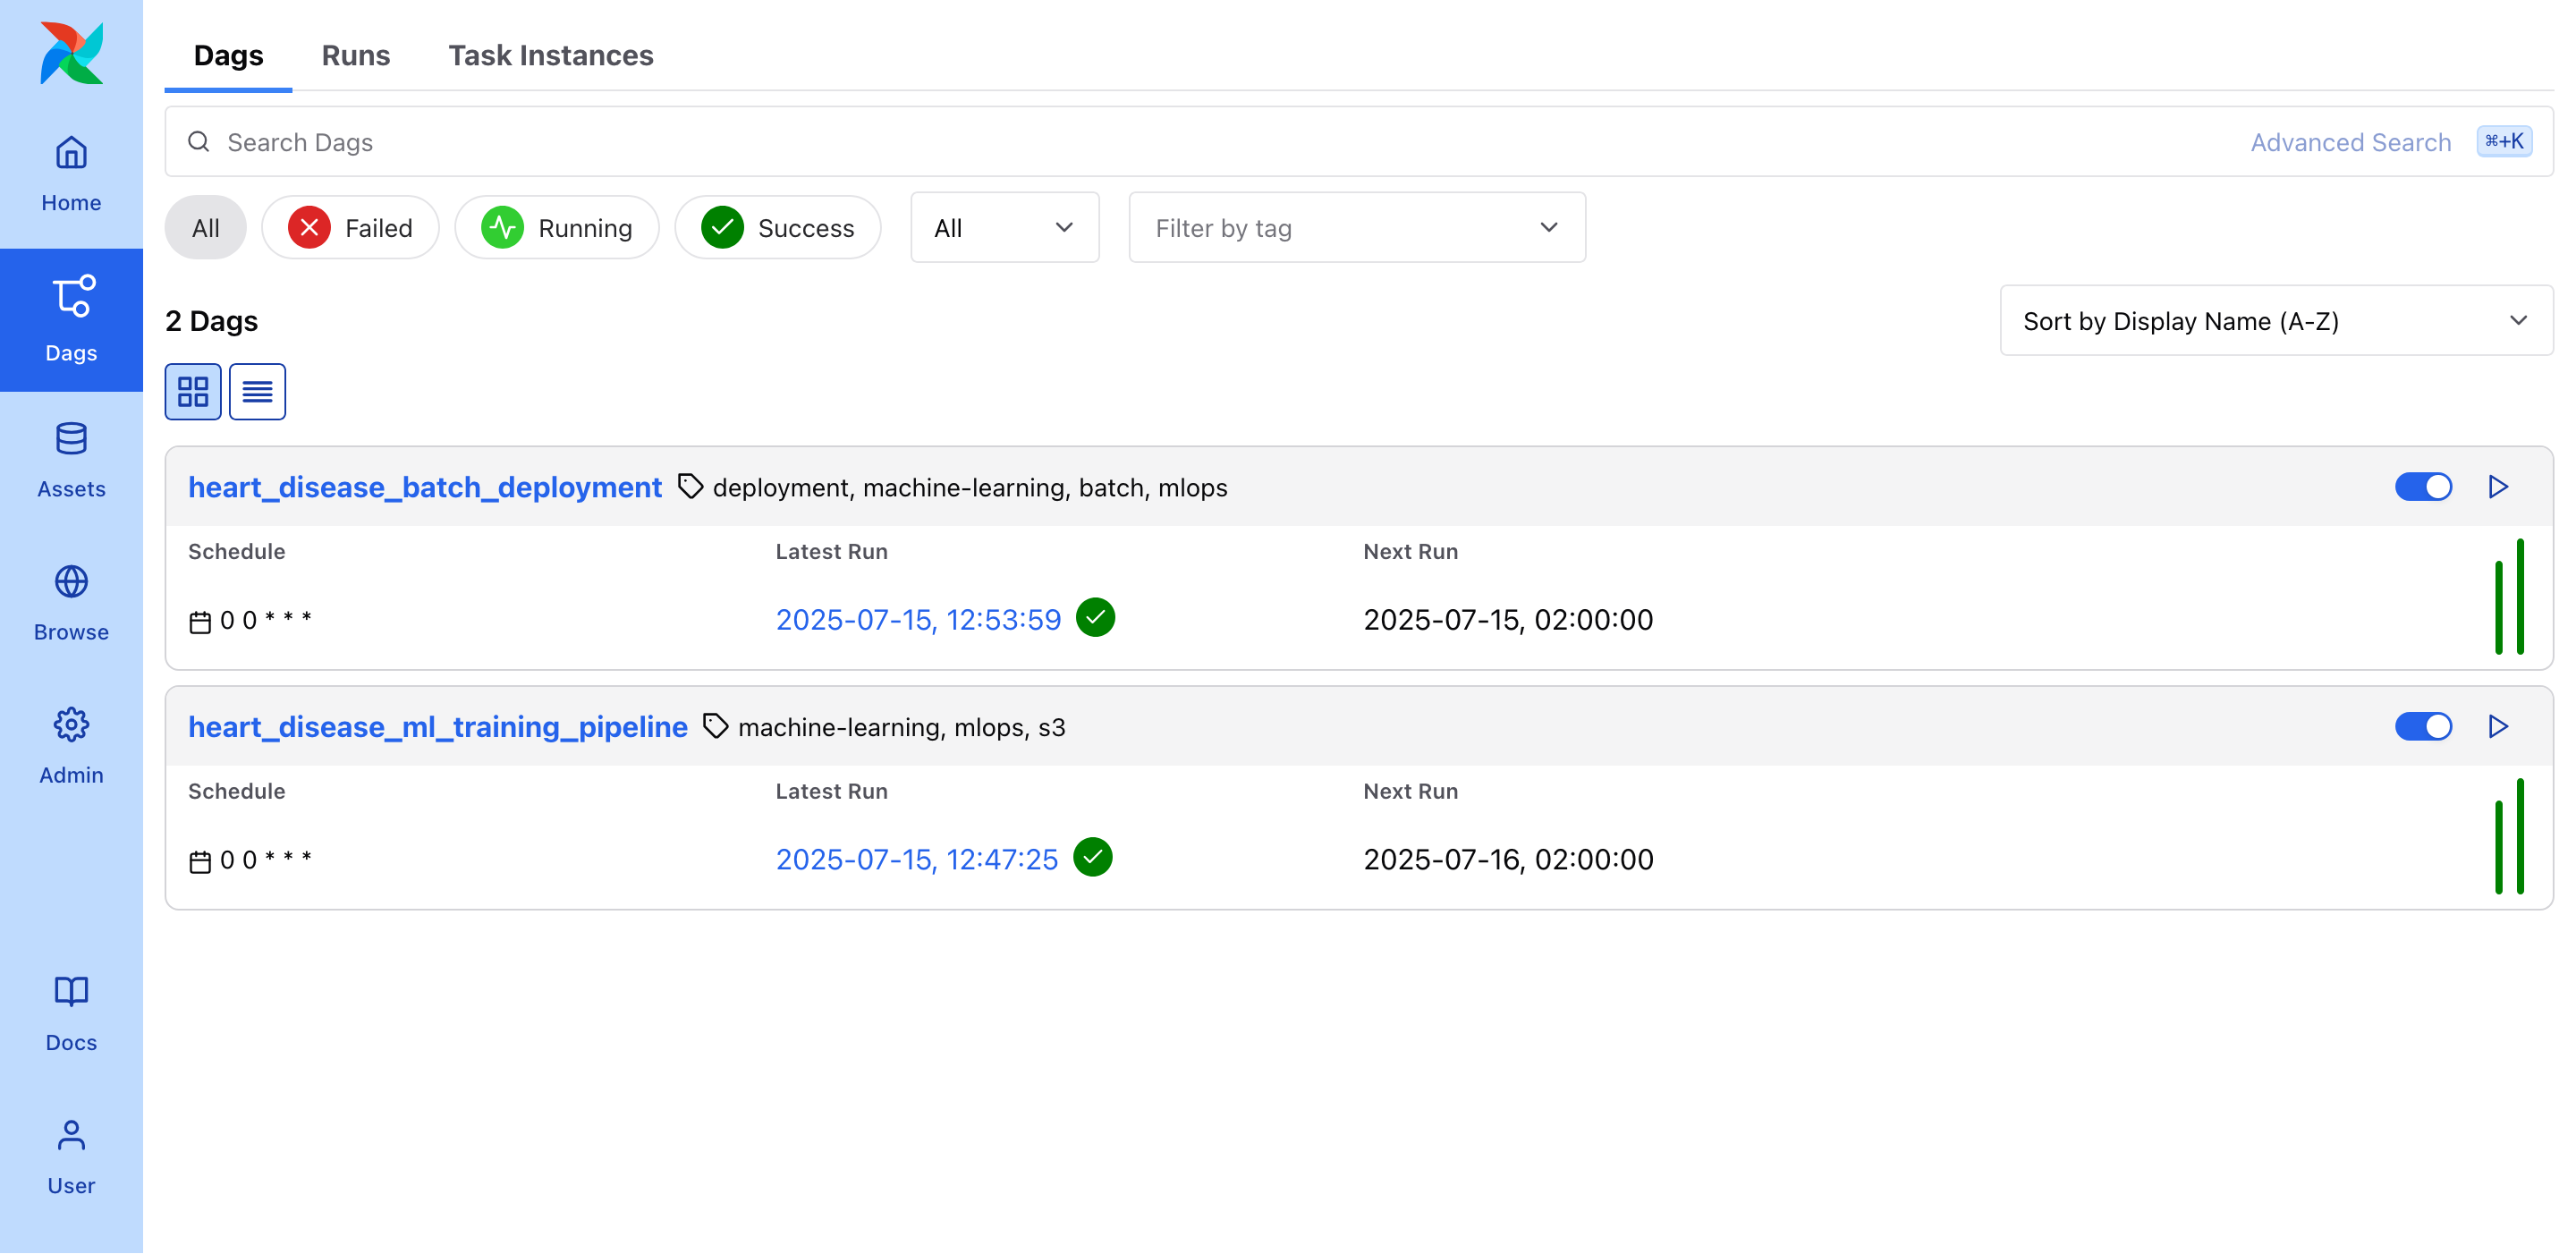 Dags Runs Task Instances
Search Dags Advanced Search ⌘+K
All Failed Running Success All Filter by tag
2 Dags Sort by Display Name (A-Z)
heart_disease_batch_deployment deployment, machine-learning, batch, mlops
Schedule Latest Run Next Run
0 0 * * * 2025-07-15, 12:53:59 2025-07-15, 02:00:00
heart_disease_ml_training_pipeline machine-learning, mlops, s3
Schedule Latest Run Next Run
0 0 * * * 2025-07-15, 12:47:25 2025-07-16, 02:00:00
Home
Dags
Assets
Browse
Admin
Docs
User